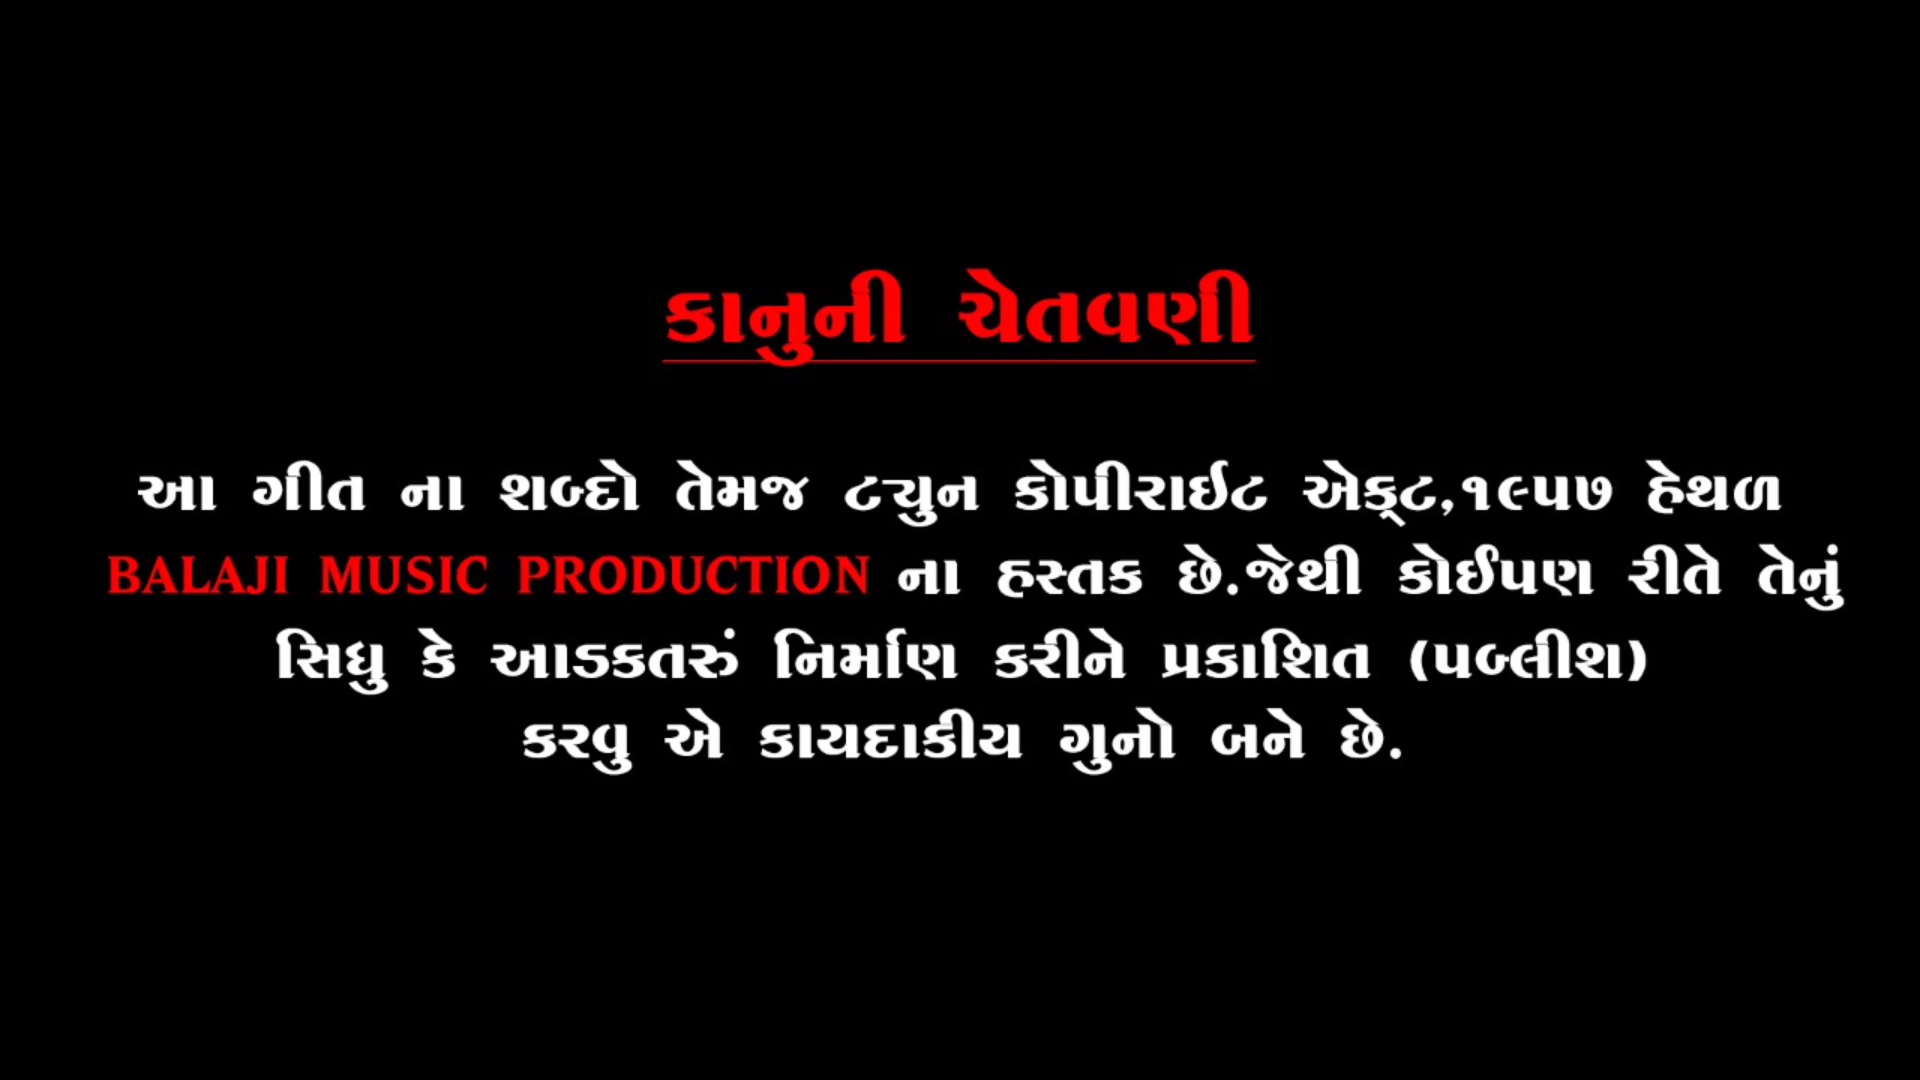 કાનુની ચેતવણી
આ ગીત ના શબ્દો તેમજ ટ્યુન કોપીરાઈટ એક્ટ,૧૯૫૭ હેથળ
BALAJI MUSIC PRODUCTION ના હસ્તક છે.જેથી કોઈપણ રીતે તેનું
સિધુ કે આડકતરું નિર્માણ કરીને પ્રકાશિત (પબ્લીશ)
કરવુ એ કાયદાકીય ગુનો બને છે.